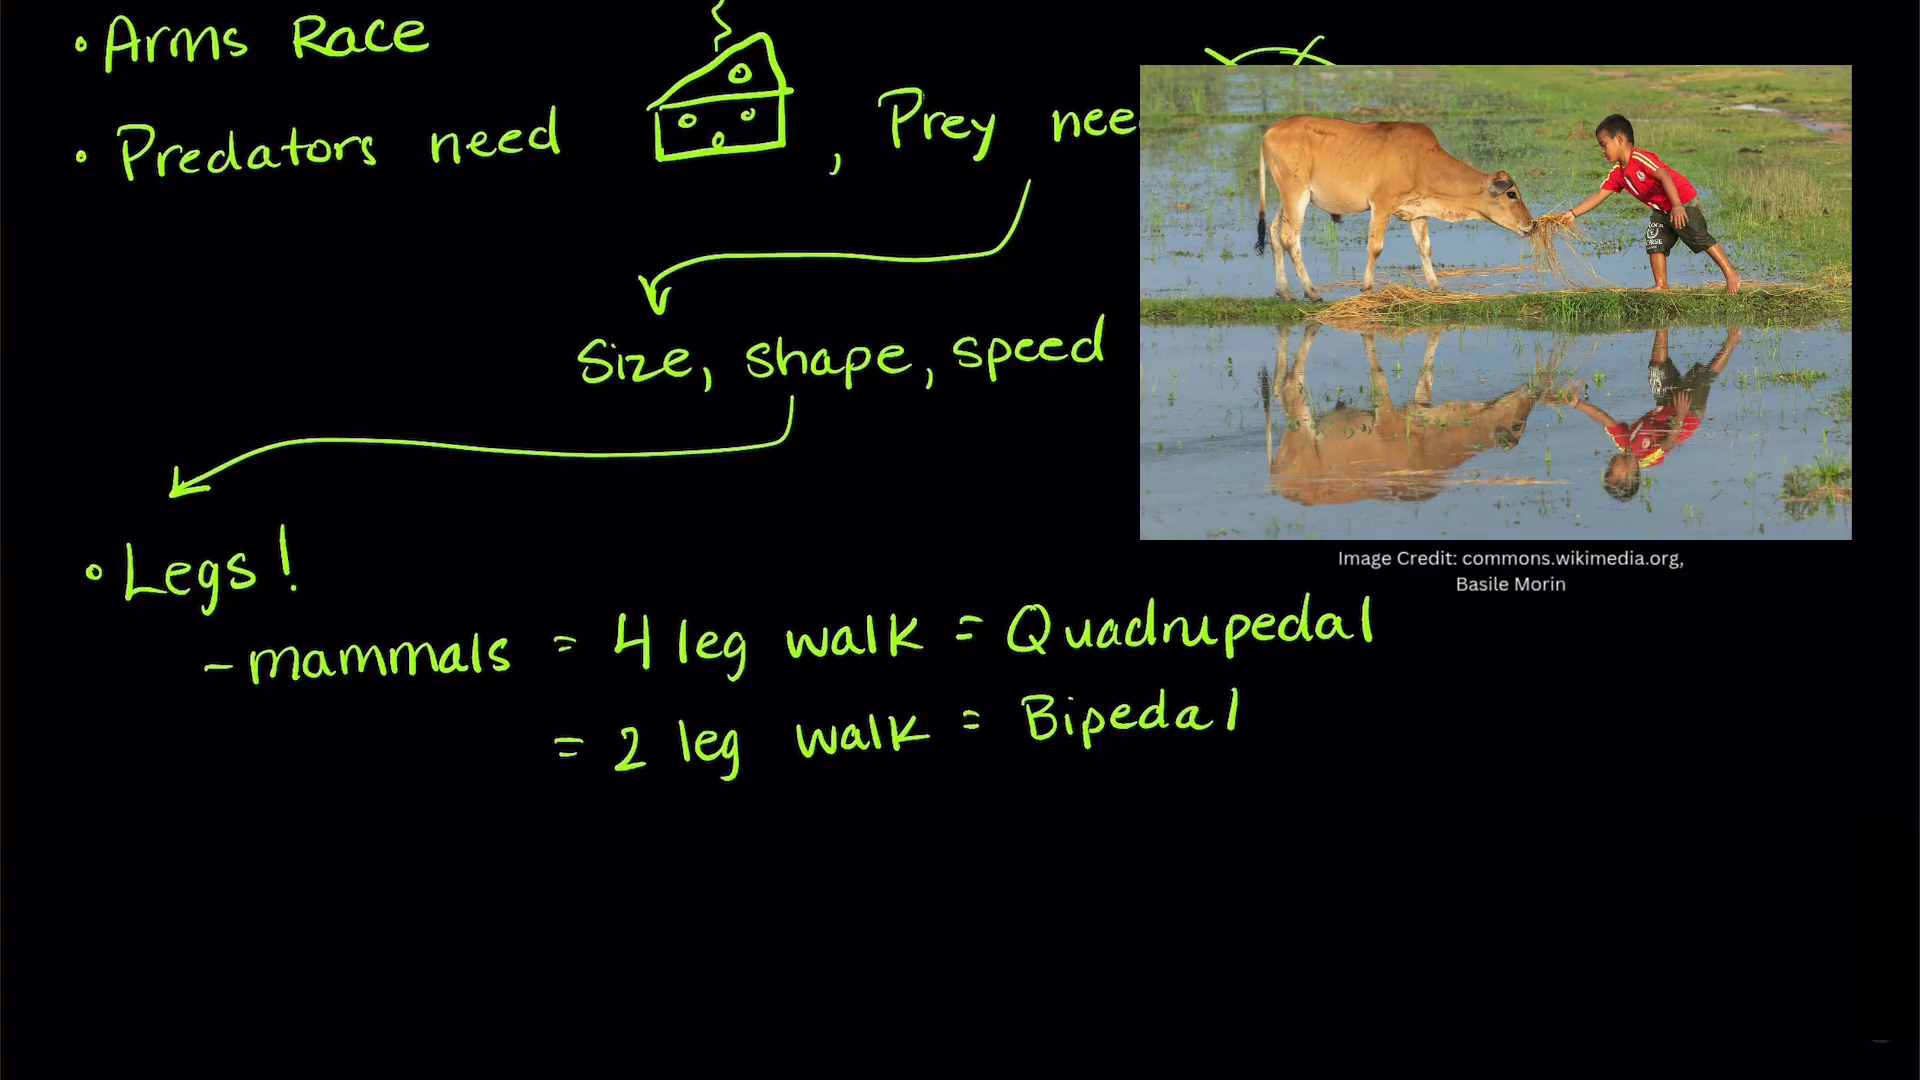 • Arms Race
• Predators need , Prey
Size, shape, speed
• Legs!
- mammals = 4 leg walk = Quadrupedal
= 2 leg walk = Bipedal
Image Credit: commons.wikimedia.org,
Basile Morin